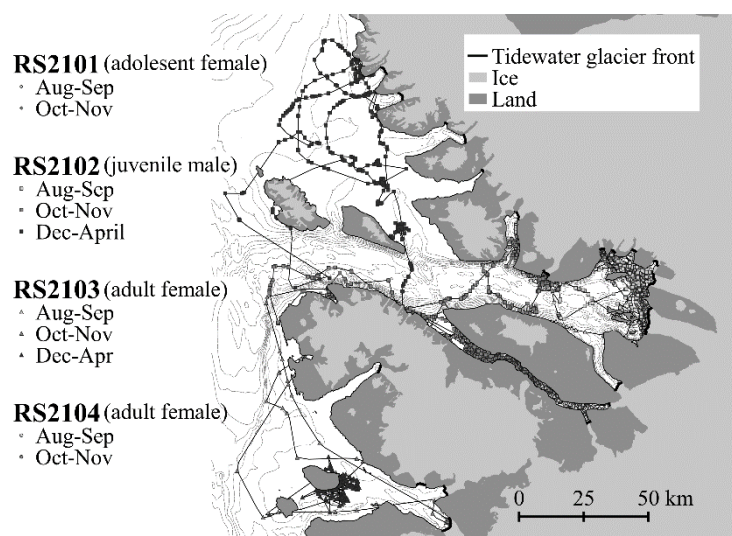 RS2101 (adolesent female)
Aug-Sep
Oct-Nov
RS2102 (juvenile male)
Aug-Sep
Oct-Nov
Dec-April
RS2103 (adult female)
Aug-Sep
Oct-Nov
Dec-Apr
RS2104 (adult female)
Aug-Sep
Oct-Nov
Tidewater glacier front
Ice
Land
0 25 50 km